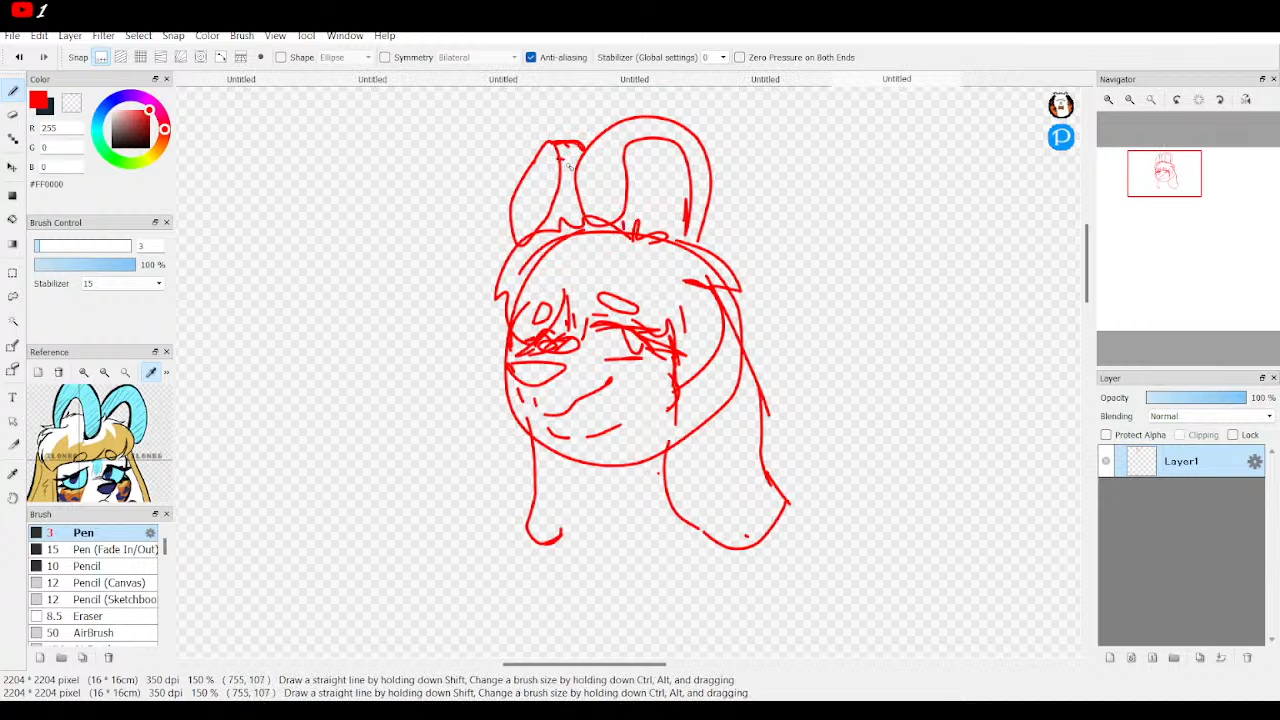 1
File Edit Layer Filter Select Snap Color Brush View Tool Window Help
Snap Shape Ellipse Symmetry Bilateral Anti-aliasing Stabilizer (Global settings) 0 Zero Pressure on Both Ends
Color
Untitled Untitled Untitled Untitled Untitled Untitled
Navigator
R 255
G 0
B 0
#FF0000
Brush Control
3
100 %
Stabilizer 15
Reference
Brush
3 Pen
15 Pen (Fade In/Out)
10 Pencil
12 Pencil (Canvas)
12 Pencil (Sketchboo
8.5 Eraser
50 AirBrush
Layer
Opacity 100 %
Blending Normal
Protect Alpha Clipping Lock
Layer1
2204 * 2204 pixel (16 * 16cm) 350 dpi 150 % ( 755, 107 ) Draw a straight line by holding down Shift, Change a brush size by holding down Ctrl, Alt, and dragging
2204 * 2204 pixel (16 * 16cm) 350 dpi 150 % ( 755, 107 ) Draw a straight line by holding down Shift, Change a brush size by holding down Ctrl, Alt, and dragging